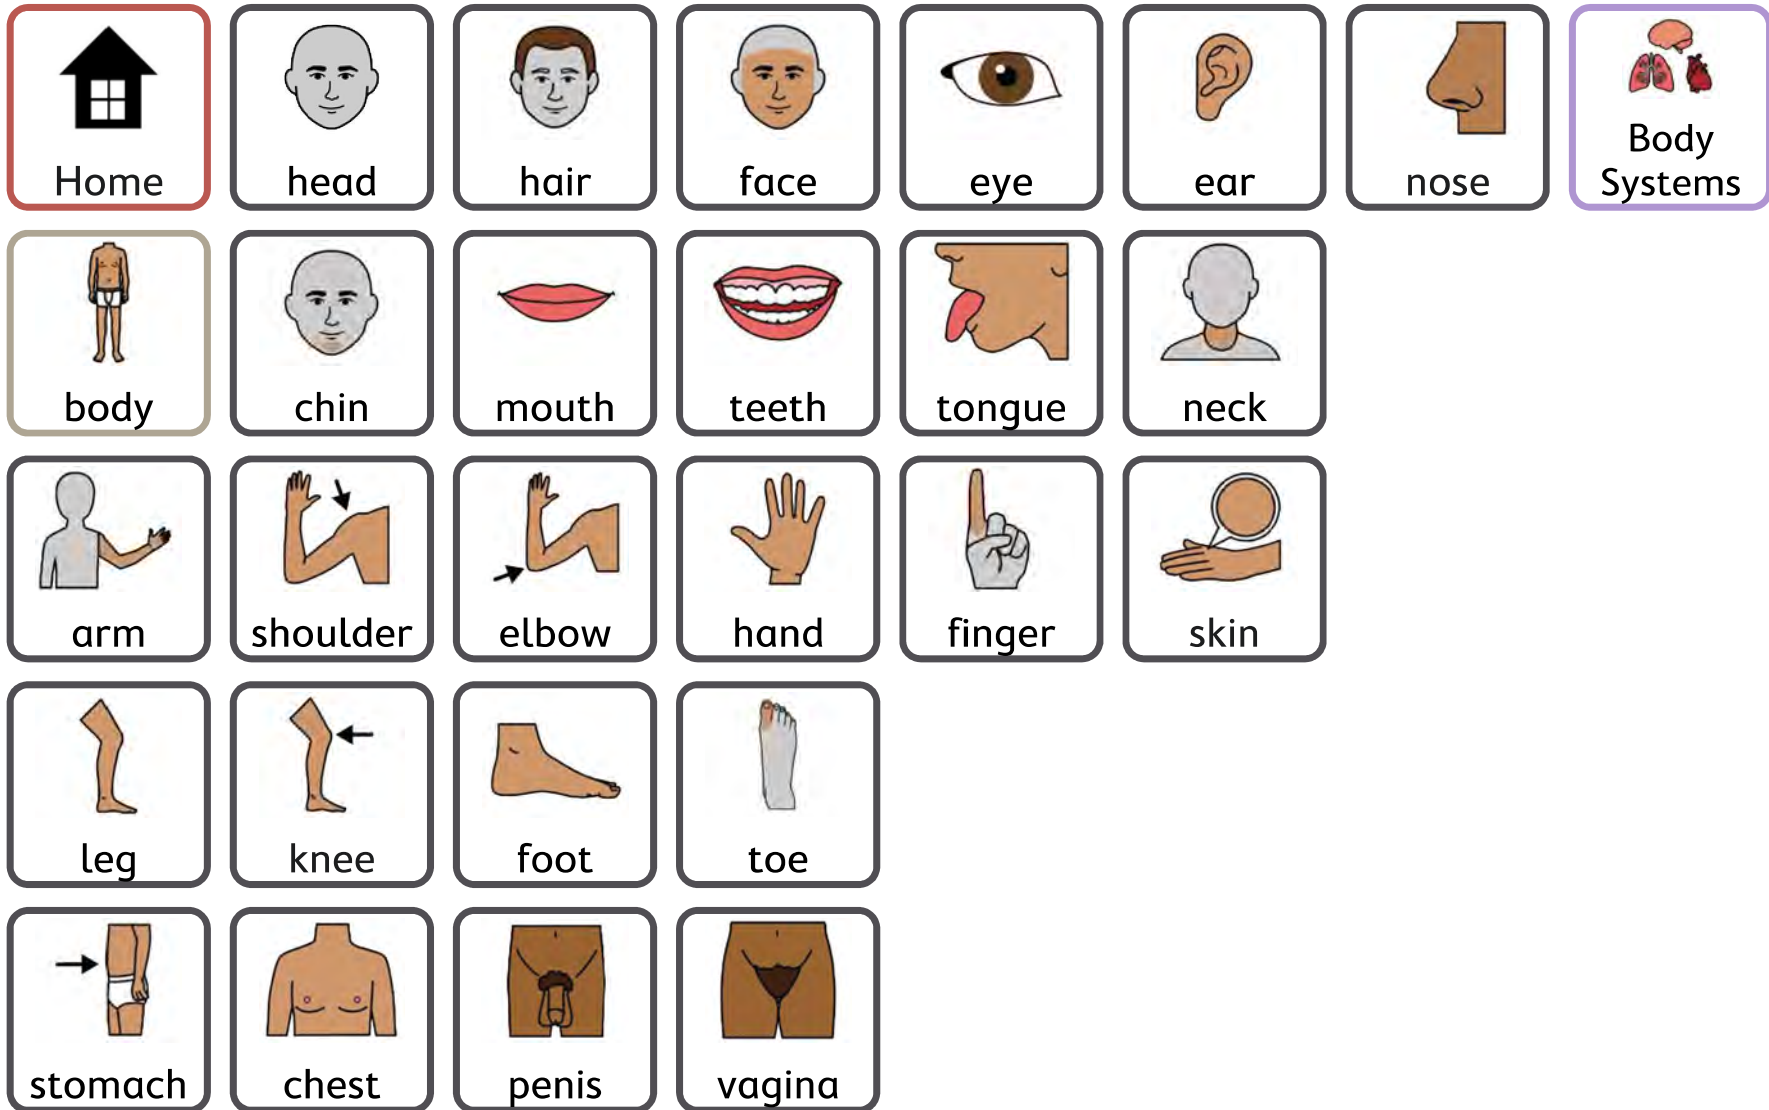 Home
head
hair
face
eye
ear
nose
Body
Systems
body
chin
mouth
teeth
tongue
neck
arm
shoulder
elbow
hand
finger
skin
leg
knee
foot
toe
stomach
chest
penis
vagina